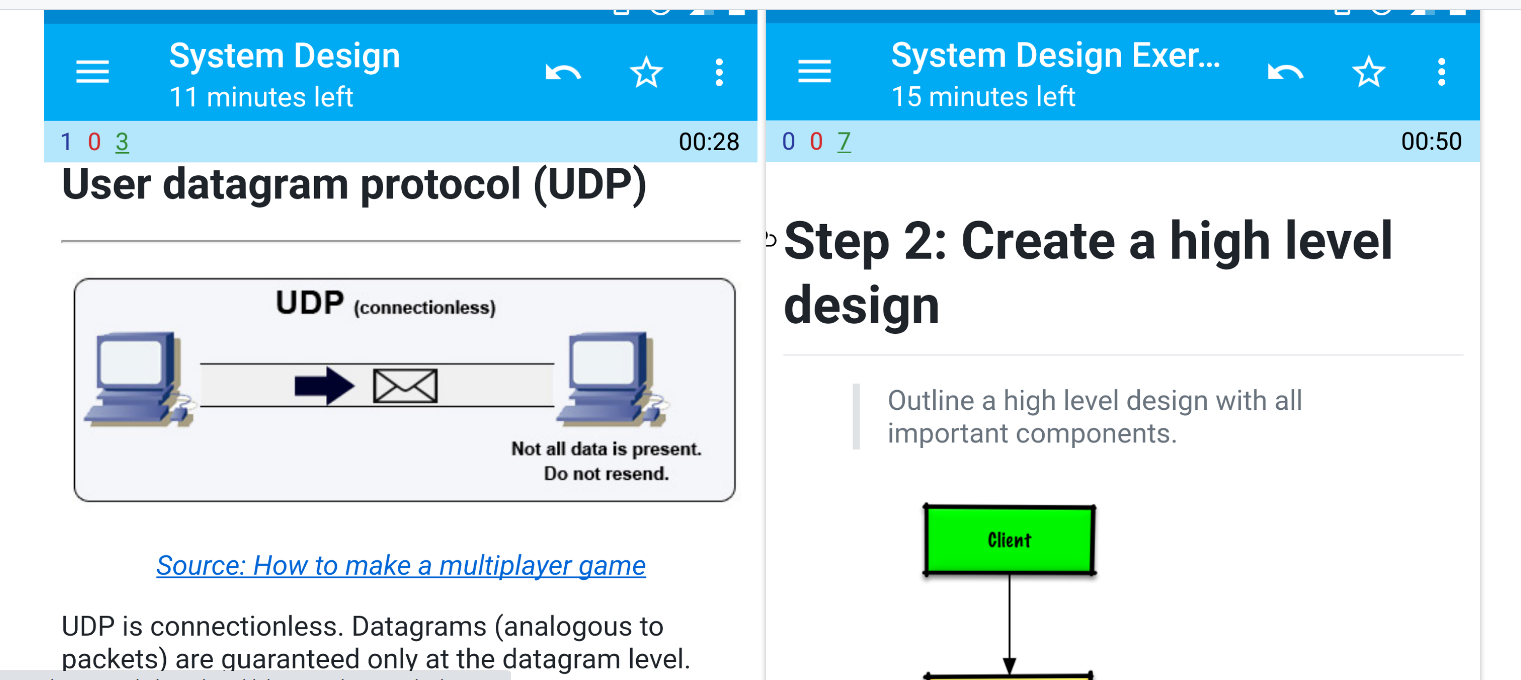 System Design
11 minutes left
1 0 3
00:28
User datagram protocol (UDP)
UDP (connectionless)
Not all data is present.
Do not resend.
Source: How to make a multiplayer game
UDP is connectionless. Datagrams (analogous to
packets) are guaranteed only at the datagram level.
System Design Exer...
15 minutes left
0 0 7
00:50
Step 2: Create a high level
design
Outline a high level design with all
important components.
Client